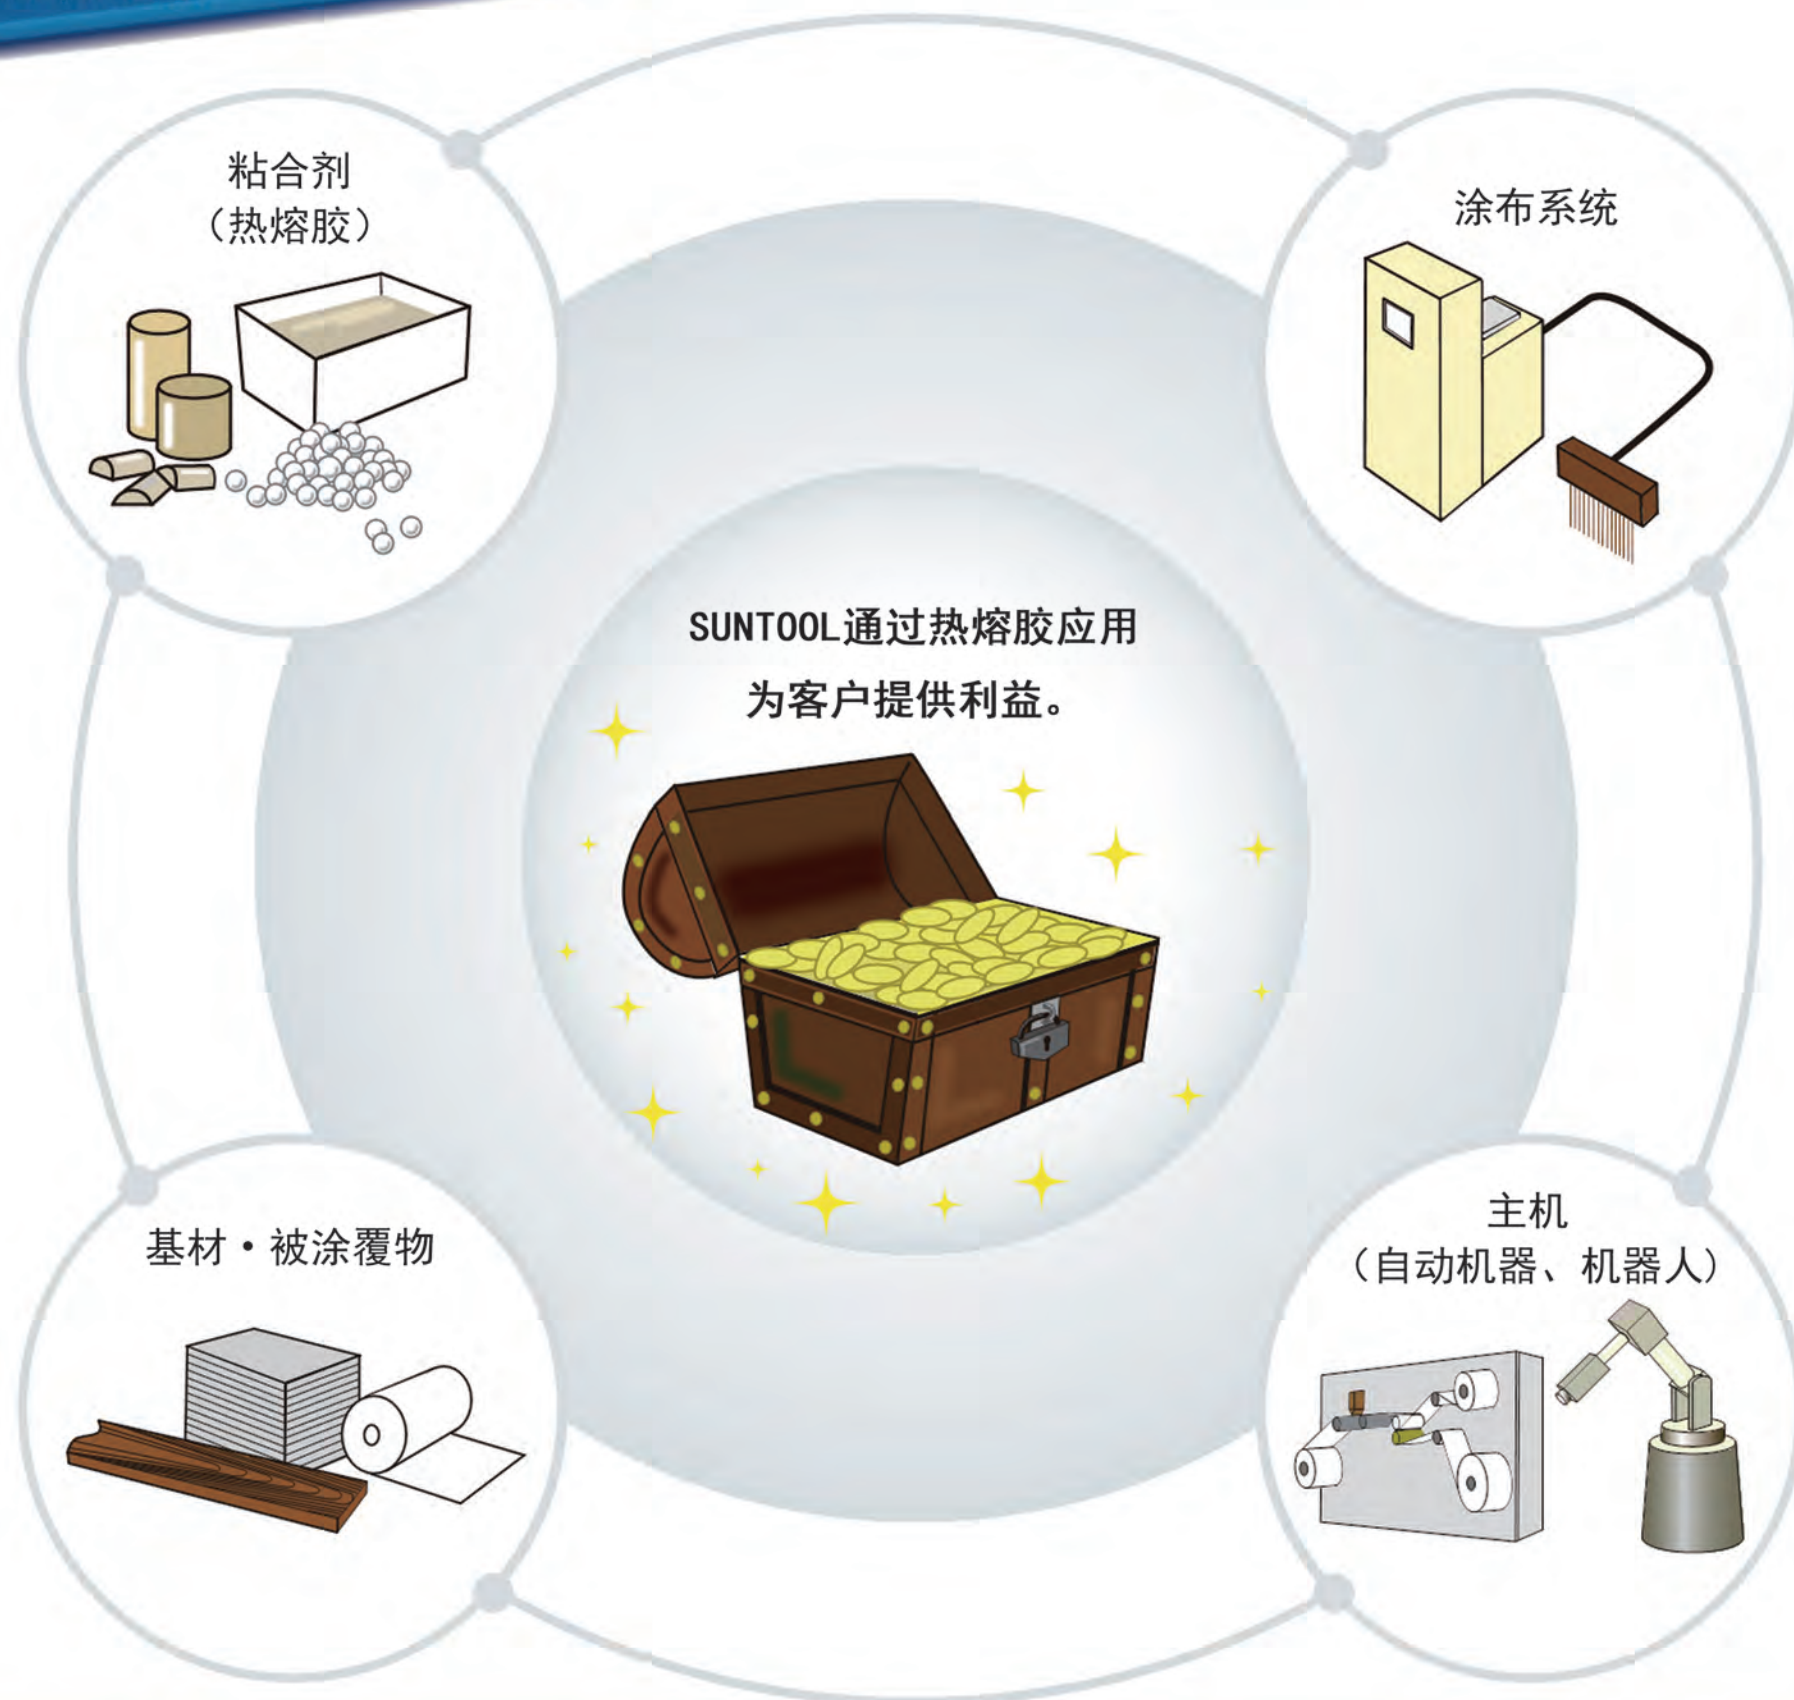 粘合剂
（热熔胶）
涂布系统
SUNTOOL通过热熔胶应用
为客户提供利益。
基材・被涂覆物
主机
（自动机器、机器人）